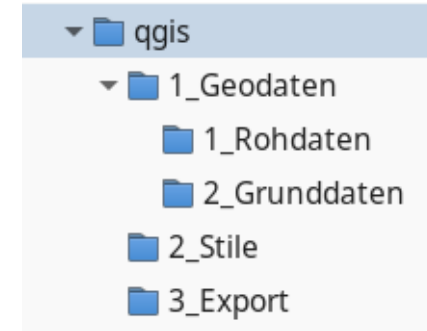 qgis
1_Geodaten
1_Rohdaten
2_Grunddaten
2_Stile
3_Export